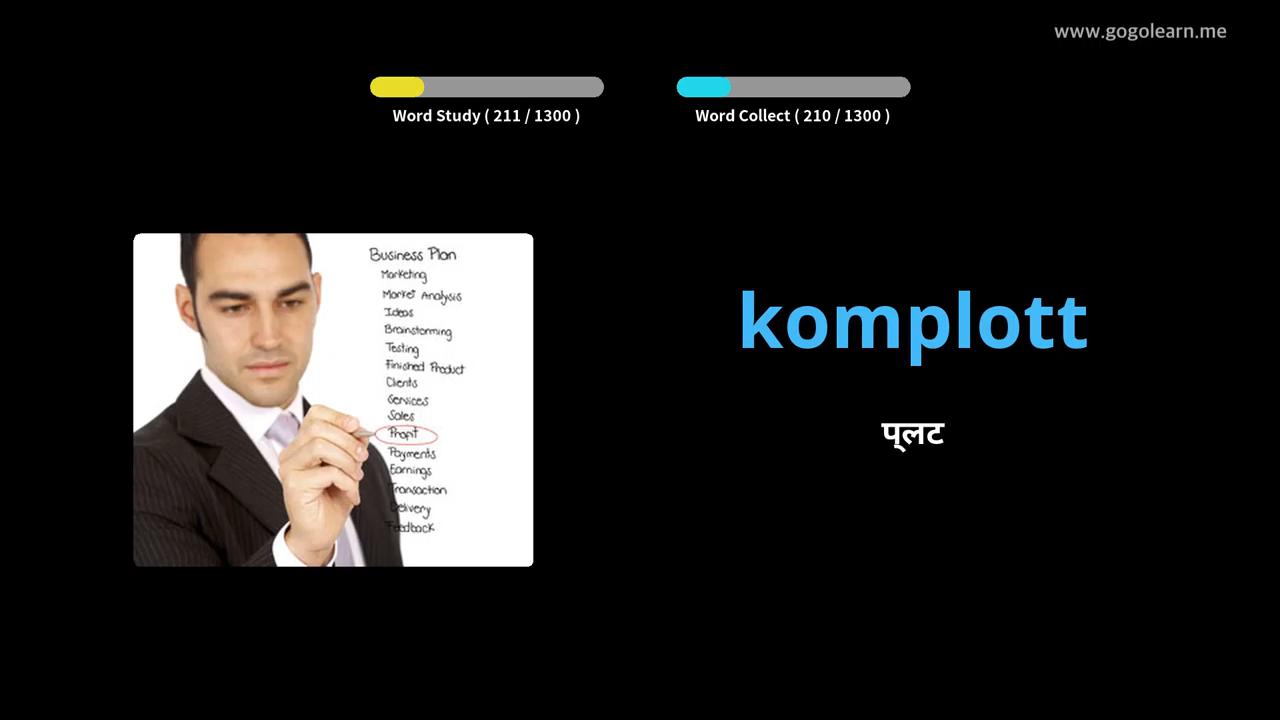 www.gogolearn.me
Word Study ( 211 / 1300 )
Word Collect ( 210 / 1300 )
Business Plan
Marketing
Market Analysis
Ideas
Brainstorming
Testing
Finished Product
Clients
Services
Sales
Profit
Payments
Earnings
Transaction
Delivery
Feedback
komplott
प्लट